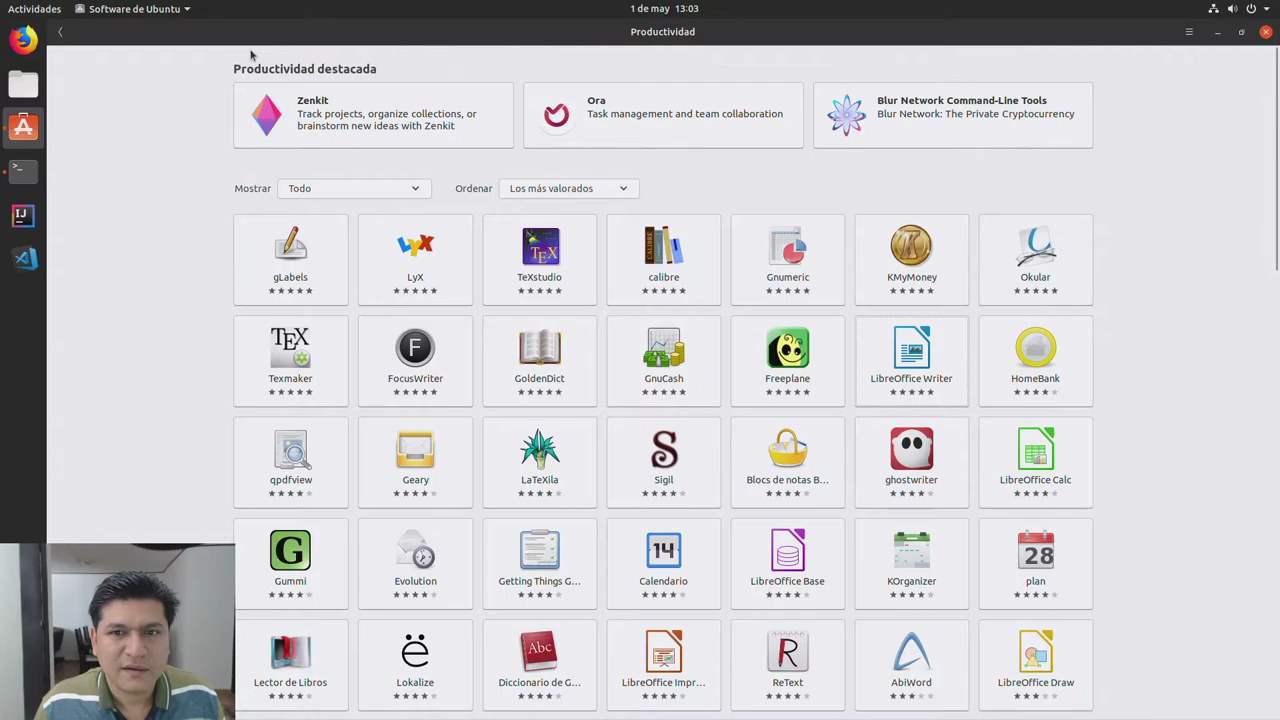 Actividades
Software de Ubuntu
1 de may 13:03
Productividad
Productividad destacada
Zenkit
Track projects, organize collections, or
brainstorm new ideas with Zenkit
Ora
Task management and team collaboration
Blur Network Command-Line Tools
Blur Network: The Private Cryptocurrency
Mostrar
Todo
Ordenar
Los más valorados
gLabels
LyX
TeXstudio
calibre
Gnumeric
KMyMoney
Okular
Texmaker
FocusWriter
GoldenDict
GnuCash
Freeplane
LibreOffice Writer
HomeBank
qpdfview
Geary
LaTeXila
Sigil
Blocs de notas B...
ghostwriter
LibreOffice Calc
Gummi
Evolution
Getting Things G...
Calendario
LibreOffice Base
KOrganizer
plan
Lector de Libros
Lokalize
Diccionario de G...
LibreOffice Impr...
ReText
AbiWord
LibreOffice Draw